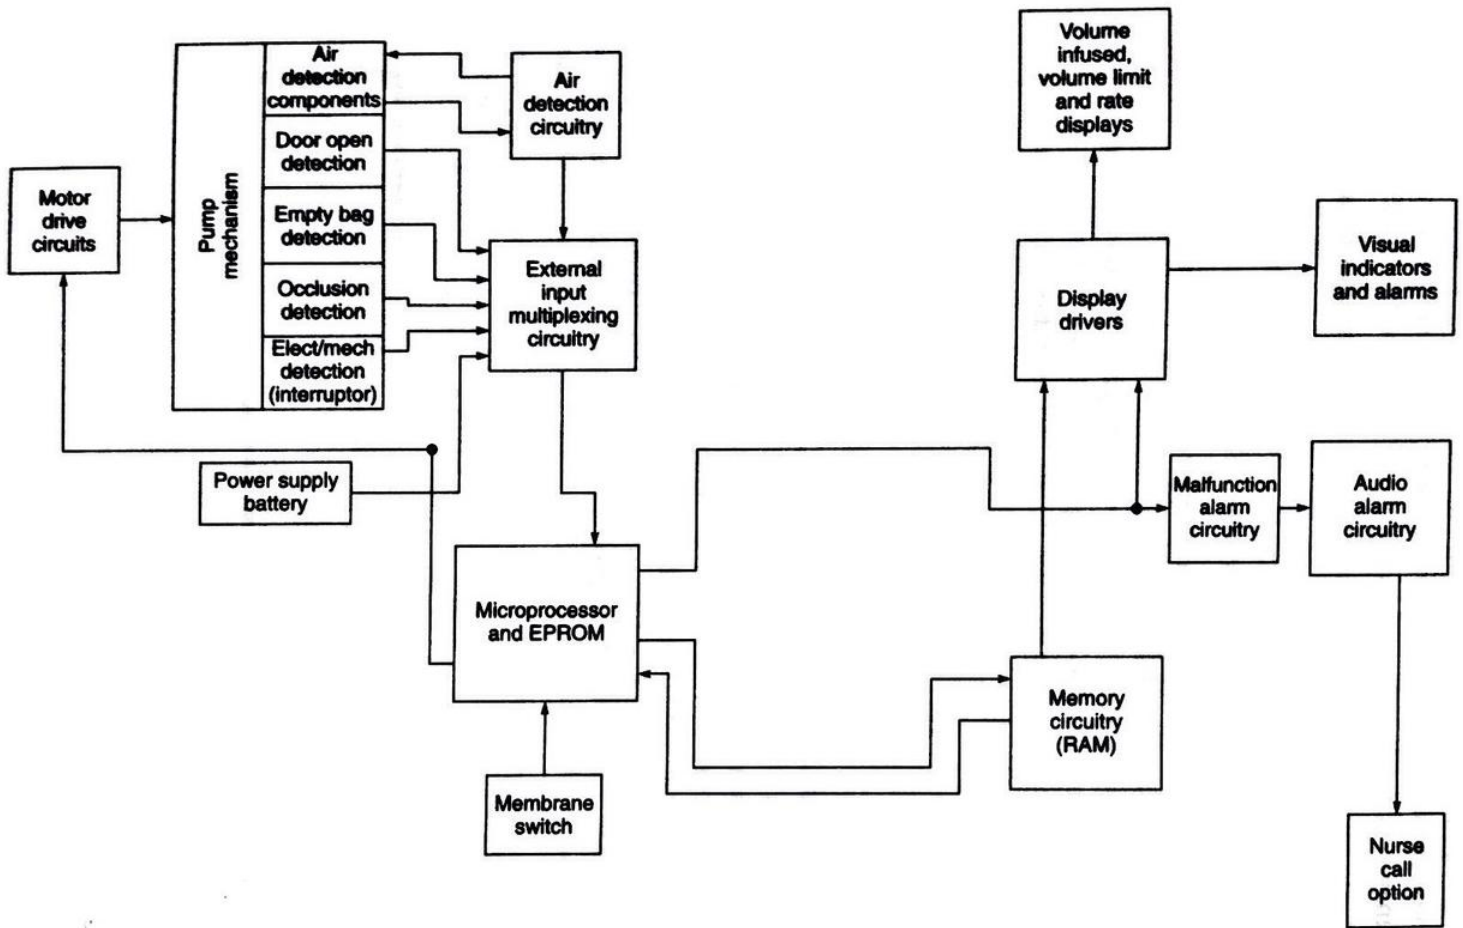 Air
detection
components
Air
detection
circuitry
Volume
infused,
volume limit
and rate
displays
Door open
detection
Motor
drive
circuits
Pump
mechanism
Empty bag
detection
External
input
multiplexing
circuitry
Display
drivers
Visual
indicators
and alarms
Occlusion
detection
Elect/mech
detection
(interruptor)
Power supply
battery
Malfunction
alarm
circuitry
Audio
alarm
circuitry
Microprocessor
and EPROM
Memory
circuitry
(RAM)
Membrane
switch
Nurse
call
option